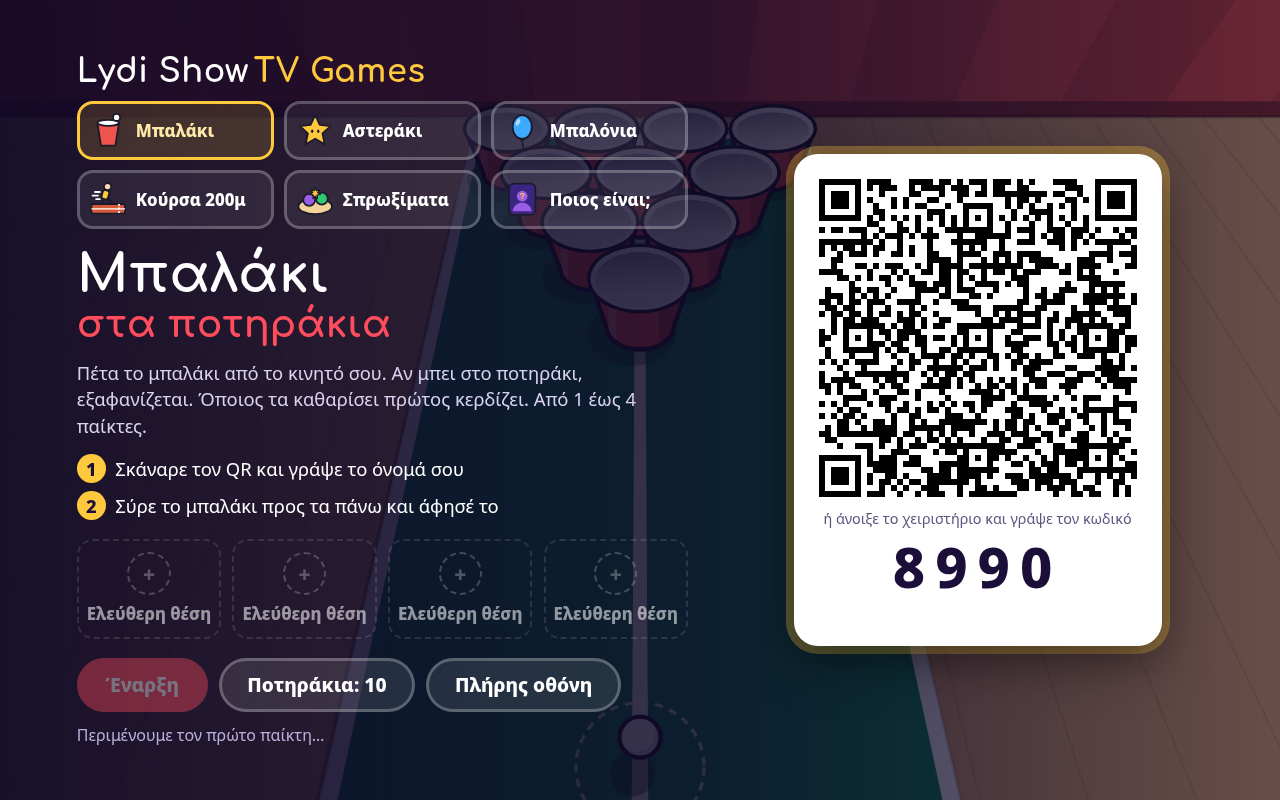 Lydi Show TV Games
Μπαλάκι
Αστεράκι
Μπαλόνια
Κούρσα 200μ
Σπρωξίματα
Ποιος είναι;
Μπαλάκι
στα ποτηράκια
Πέτα το μπαλάκι από το κινητό σου. Αν μπει στο ποτηράκι,
εξαφανίζεται. Όποιος τα καθαρίσει πρώτος κερδίζει. Από 1 έως 4
παίκτες.
1 Σκάναρε τον QR και γράψε το όνομά σου
2 Σύρε το μπαλάκι προς τα πάνω και άφησέ το
+ + + +
Ελεύθερη θέση Ελεύθερη θέση Ελεύθερη θέση Ελεύθερη θέση
Έναρξη
Ποτηράκια: 10
Πλήρης οθόνη
Περιμένουμε τον πρώτο παίκτη...
ή άνοιξε το χειριστήριο και γράψε τον κωδικό
8990